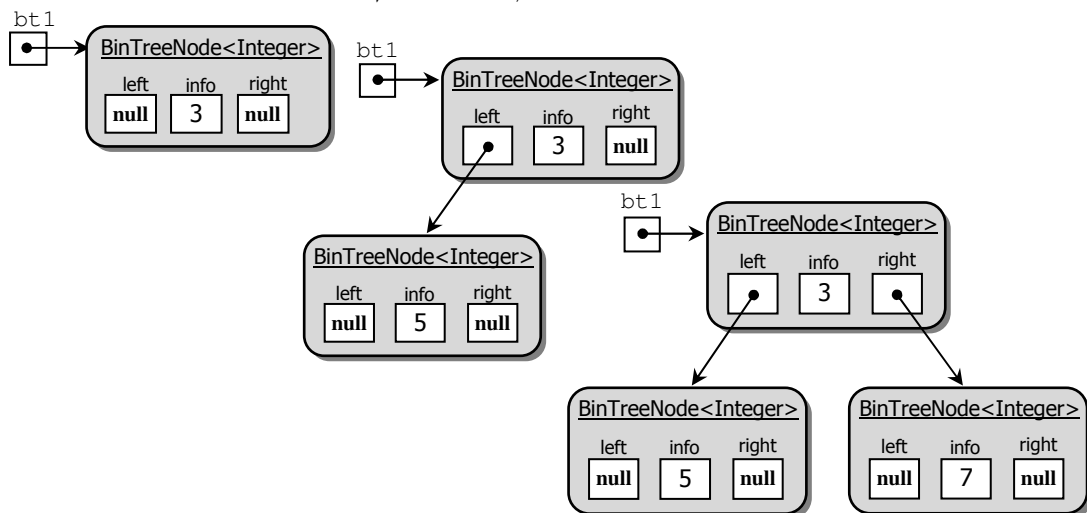 bt1
BinTreeNode<Integer>
left info right
null 3 null
bt1
BinTreeNode<Integer>
left info right
3 null
BinTreeNode<Integer>
left info right
null 5 null
bt1
BinTreeNode<Integer>
left info right
3
BinTreeNode<Integer>
left info right
null 5 null
BinTreeNode<Integer>
left info right
null 7 null